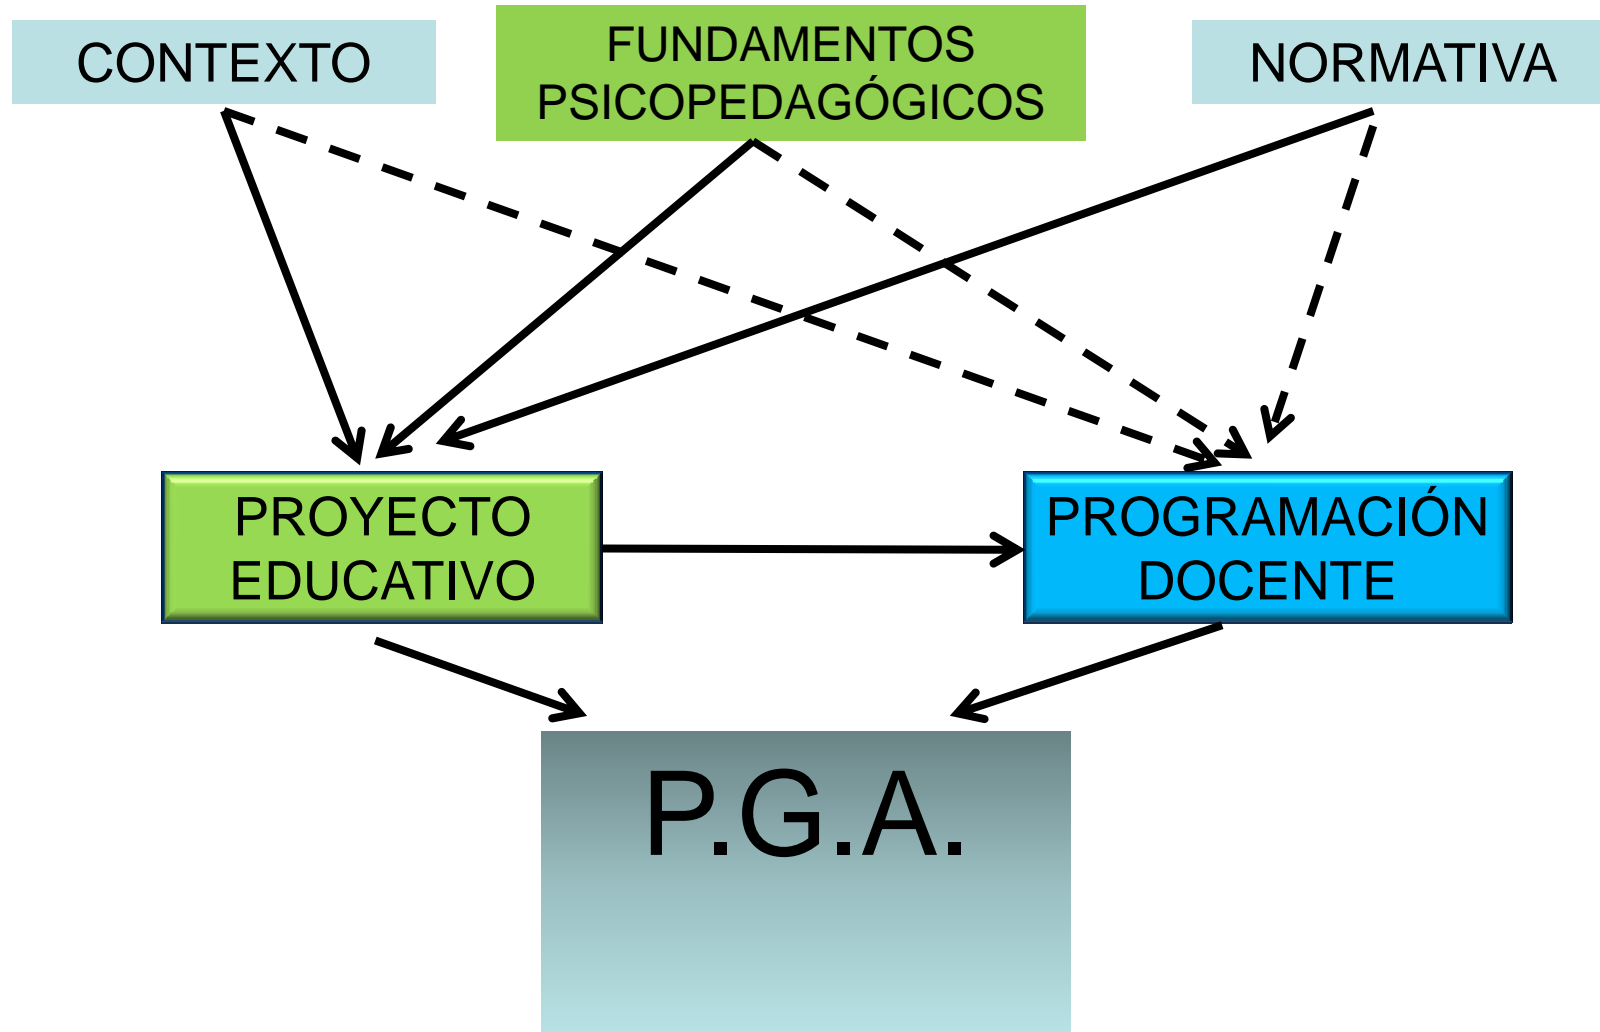 CONTEXTO
FUNDAMENTOS
PSICOPEDAGÓGICOS
NORMATIVA
PROYECTO
EDUCATIVO
PROGRAMACIÓN
DOCENTE
P.G.A.